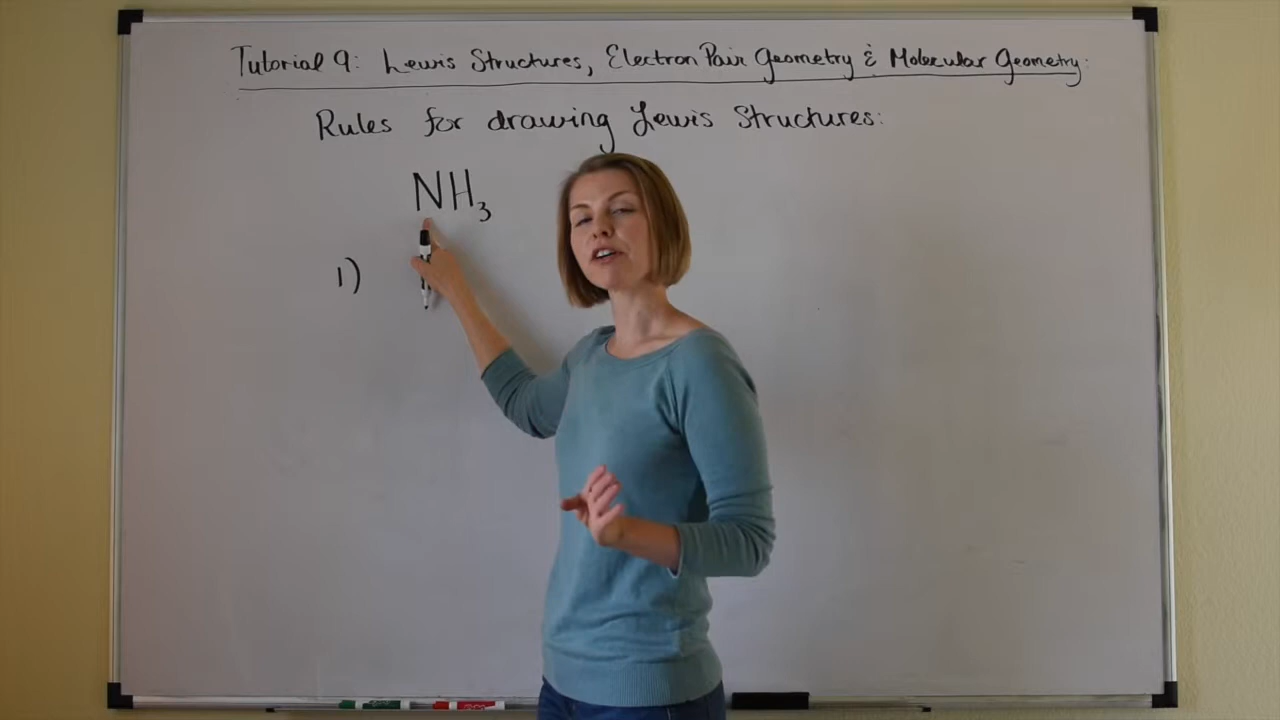 Tutorial 9: Lewis Structures, Electron Pair Geometry & Molecular Geometry:
Rules for drawing Lewis Structures:
NH₃
1)